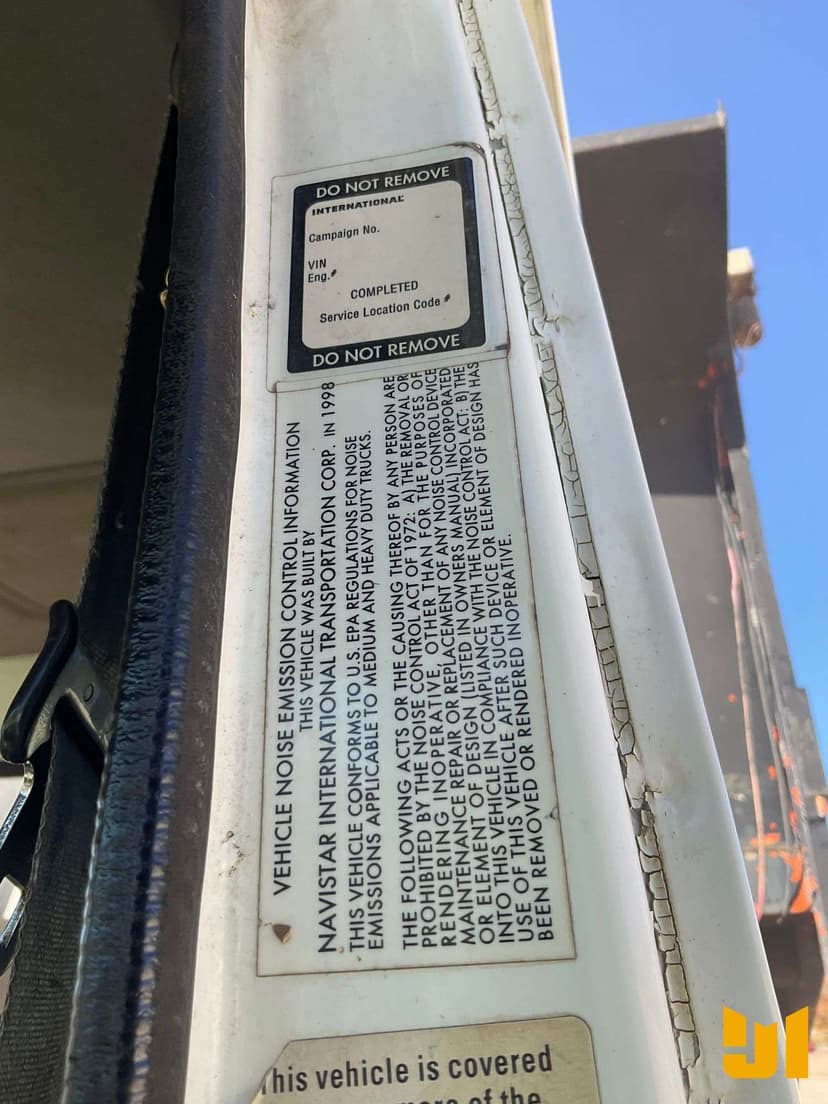 DO NOT REMOVE
INTERNATIONAL
Campaign No.
VIN
Eng.#
COMPLETED
Service Location Code #
DO NOT REMOVE
VEHICLE NOISE EMISSION CONTROL INFORMATION
THIS VEHICLE WAS BUILT BY
NAVISTAR INTERNATIONAL TRANSPORTATION CORP. IN 1998
THIS VEHICLE CONFORMS TO U.S. EPA REGULATIONS FOR NOISE
EMISSIONS APPLICABLE TO MEDIUM AND HEAVY DUTY TRUCKS.
THE FOLLOWING ACTS OR THE CAUSING THEREOF BY ANY PERSON ARE
PROHIBITED BY THE NOISE CONTROL ACT OF 1972: A) THE REMOVAL OR
RENDERING INOPERATIVE, OTHER THAN FOR THE PURPOSES OF
MAINTENANCE REPAIR OR REPLACEMENT OF ANY NOISE CONTROL DEVICE
OR ELEMENT OF DESIGN (LISTED IN OWNERS MANUAL) INCORPORATED
INTO THIS VEHICLE IN COMPLIANCE WITH THE NOISE CONTROL ACT: B) THE
USE OF THIS VEHICLE AFTER SUCH DEVICE OR ELEMENT OF DESIGN HAS
BEEN REMOVED OR RENDERED INOPERATIVE.
This vehicle is covered
of the